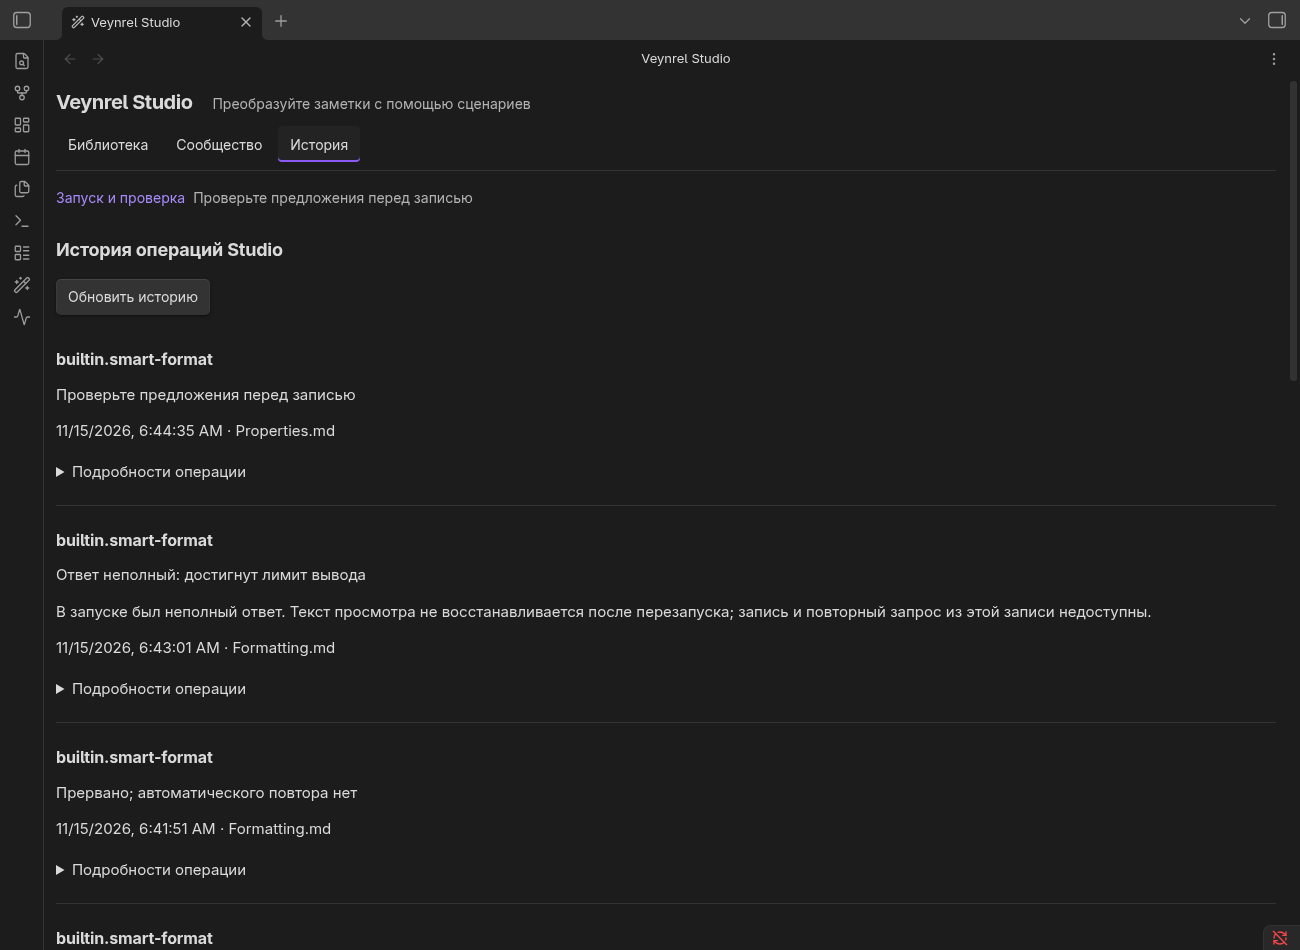 Veynrel Studio
Veynrel Studio
Veynrel Studio Преобразуйте заметки с помощью сценариев
Библиотека Сообщество История
Запуск и проверка Проверьте предложения перед записью
История операций Studio
Обновить историю
builtin.smart-format
Проверьте предложения перед записью
11/15/2026, 6:44:35 AM · Properties.md
Подробности операции
builtin.smart-format
Ответ неполный: достигнут лимит вывода
В запуске был неполный ответ. Текст просмотра не восстанавливается после перезапуска; запись и повторный запрос из этой записи недоступны.
11/15/2026, 6:43:01 AM · Formatting.md
Подробности операции
builtin.smart-format
Прервано; автоматического повтора нет
11/15/2026, 6:41:51 AM · Formatting.md
Подробности операции
builtin.smart-format